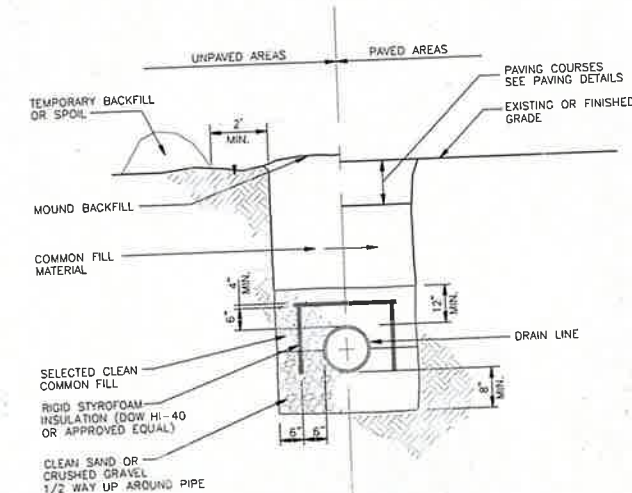 UNPAVED AREAS
PAVED AREAS
PAVING COURSES
SEE PAVING DETAILS
TEMPORARY BACKFILL
OR SPOIL
EXISTING OR FINISHED
GRADE
2'
MIN.
MOUND BACKFILL
COMMON FILL
MATERIAL
4"
MIN.
6"
12"
MIN.
DRAIN LINE
SELECTED CLEAN
COMMON FILL
RIGID STYROFOAM
INSULATION (DOW HI-40
OR APPROVED EQUAL)
8"
MIN.
6"
6"
CLEAN SAND OR
CRUSHED GRAVEL
1/2 WAY UP AROUND PIPE